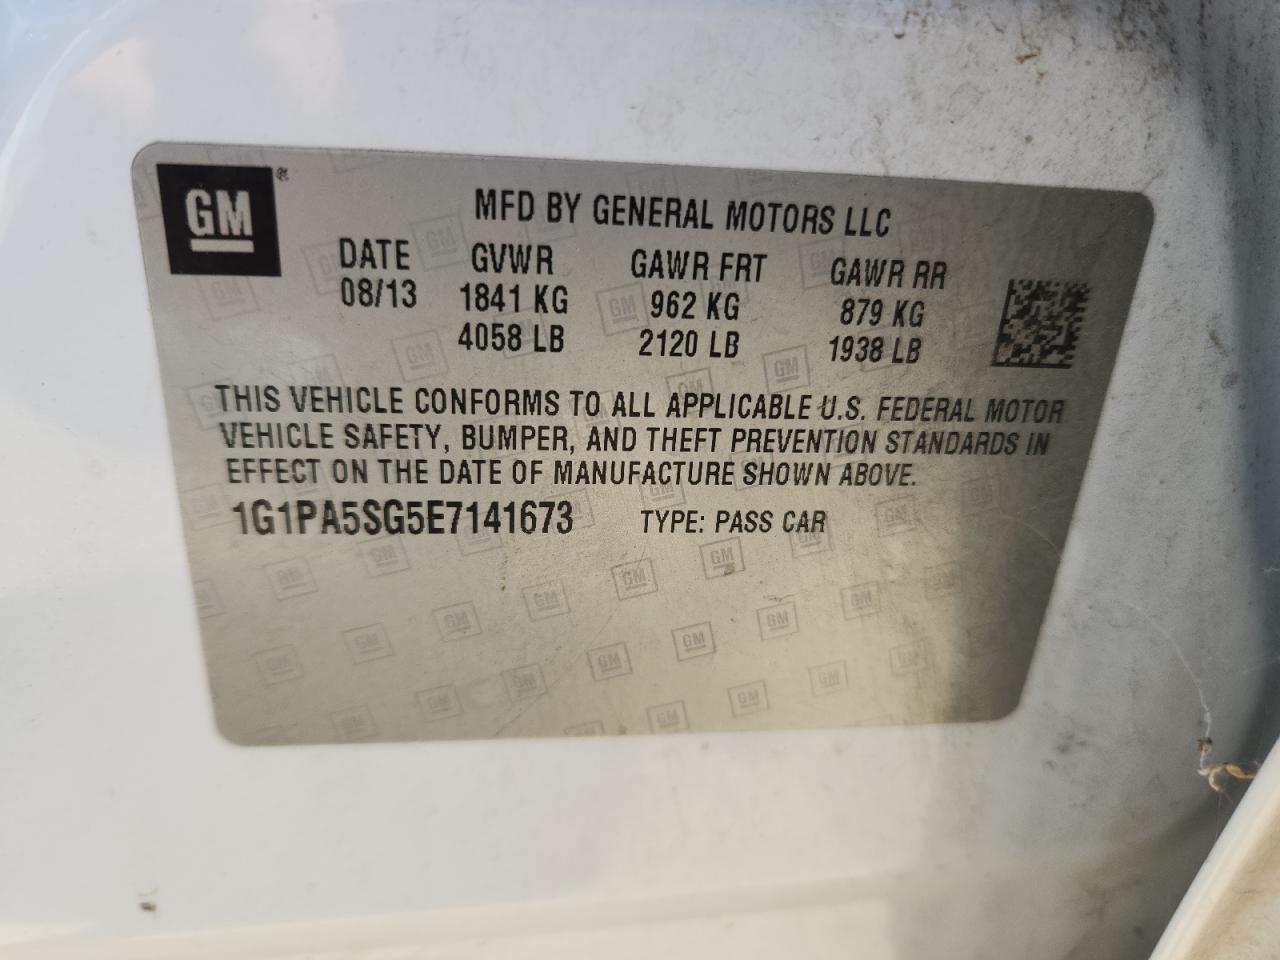 GM®
MFD BY GENERAL MOTORS LLC
DATE GVWR GAWR FRT GAWR RR
08/13 1841 KG 962 KG 879 KG
4058 LB 2120 LB 1938 LB
THIS VEHICLE CONFORMS TO ALL APPLICABLE U.S. FEDERAL MOTOR
VEHICLE SAFETY, BUMPER, AND THEFT PREVENTION STANDARDS IN
EFFECT ON THE DATE OF MANUFACTURE SHOWN ABOVE.
1G1PA5SG5E7141673 TYPE: PASS CAR